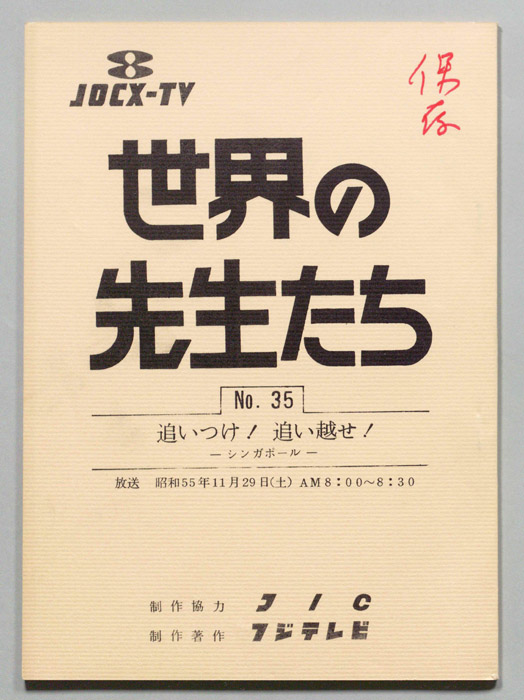 JOCX-TV
保存
世界の
先生たち
No. 35
追いつけ！ 追い越せ！
— シンガポール —
放送 昭和55年11月29日(土) AM8：00〜8：30
制作協力 JIC
制作著作 フジテレビ